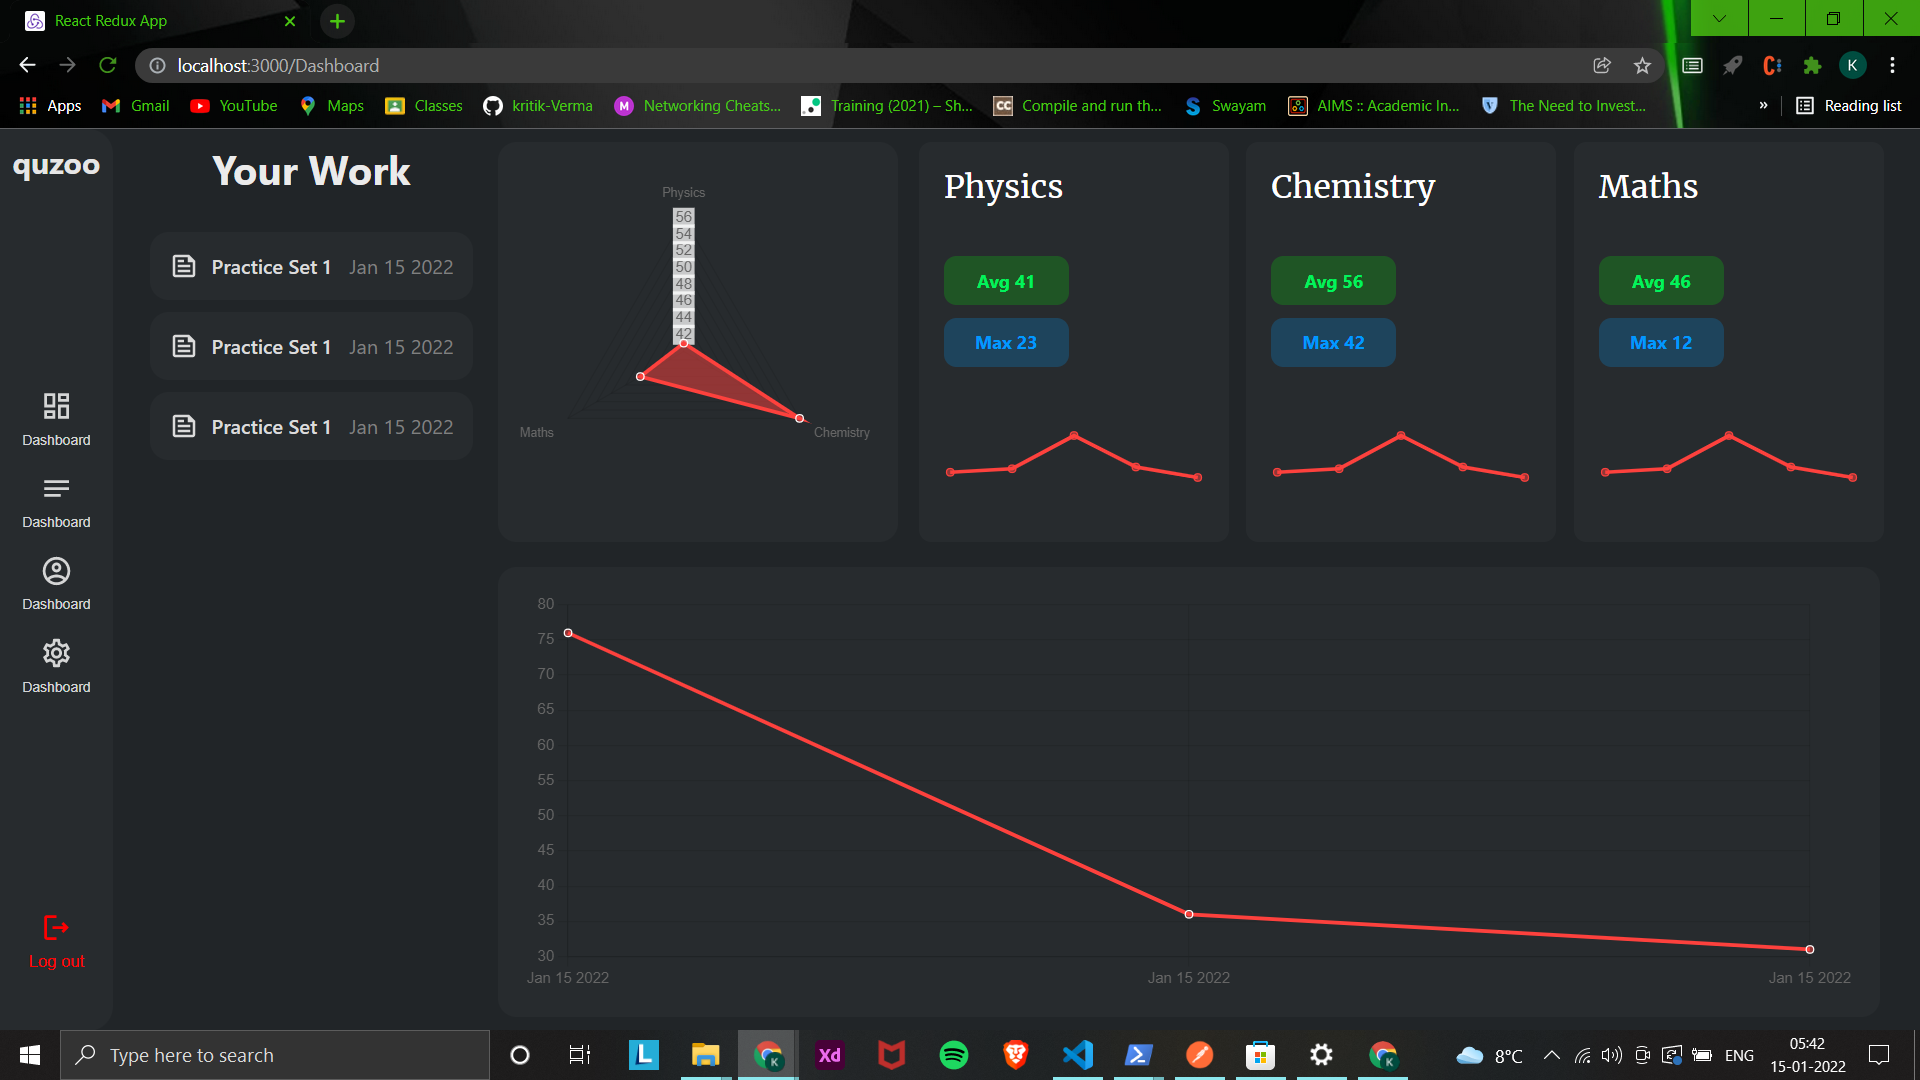 React Redux App
localhost:3000/Dashboard
K
Apps
Gmail
YouTube
Maps
Classes
kritik-Verma
M
Networking Cheats...
Training (2021) – Sh...
CC
Compile and run th...
Swayam
AIMS :: Academic In...
The Need to Invest...
»
Reading list
quzoo
Dashboard
Dashboard
Dashboard
Dashboard
Log out
Your Work
Practice Set 1 Jan 15 2022
Practice Set 1 Jan 15 2022
Practice Set 1 Jan 15 2022
Physics
56
54
52
50
48
46
44
42
Maths
Chemistry
Physics
Avg 41
Max 23
Chemistry
Avg 56
Max 42
Maths
Avg 46
Max 12
80
75
70
65
60
55
50
45
40
35
30
Jan 15 2022
Jan 15 2022
Jan 15 2022
Type here to search
L
K
Xd
K
8°C
ENG
05:42
15-01-2022